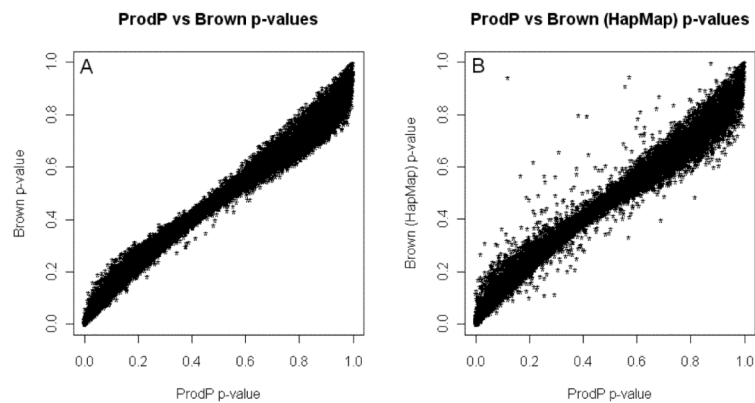 ProdP vs Brown p-values
A
Brown p-value
1.0
0.8
0.6
0.4
0.2
0.0
0.0 0.2 0.4 0.6 0.8 1.0
ProdP p-value
ProdP vs Brown (HapMap) p-values
B
Brown (HapMap) p-value
1.0
0.8
0.6
0.4
0.2
0.0
0.0 0.2 0.4 0.6 0.8 1.0
ProdP p-value